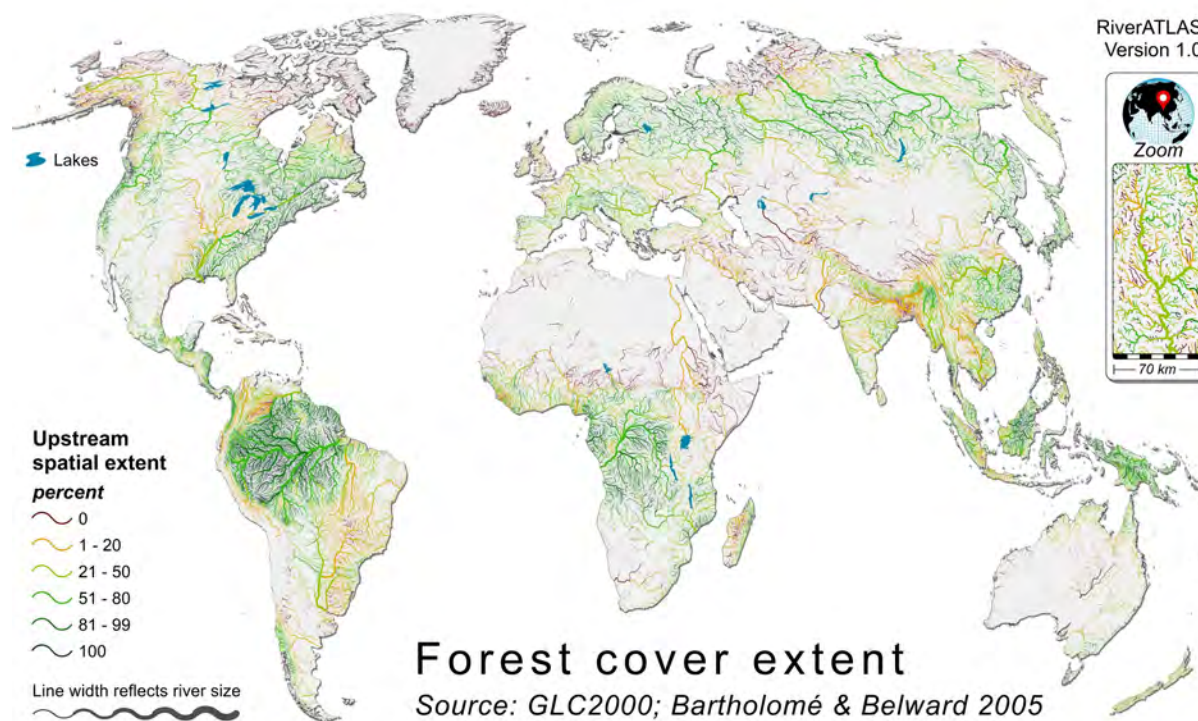 RiverATLAS
Version 1.0
Zoom
70 km
Lakes
Upstream
spatial extent
percent
0
1 - 20
21 - 50
51 - 80
81 - 99
100
Line width reflects river size
Forest cover extent
Source: GLC2000; Bartholomé & Belward 2005